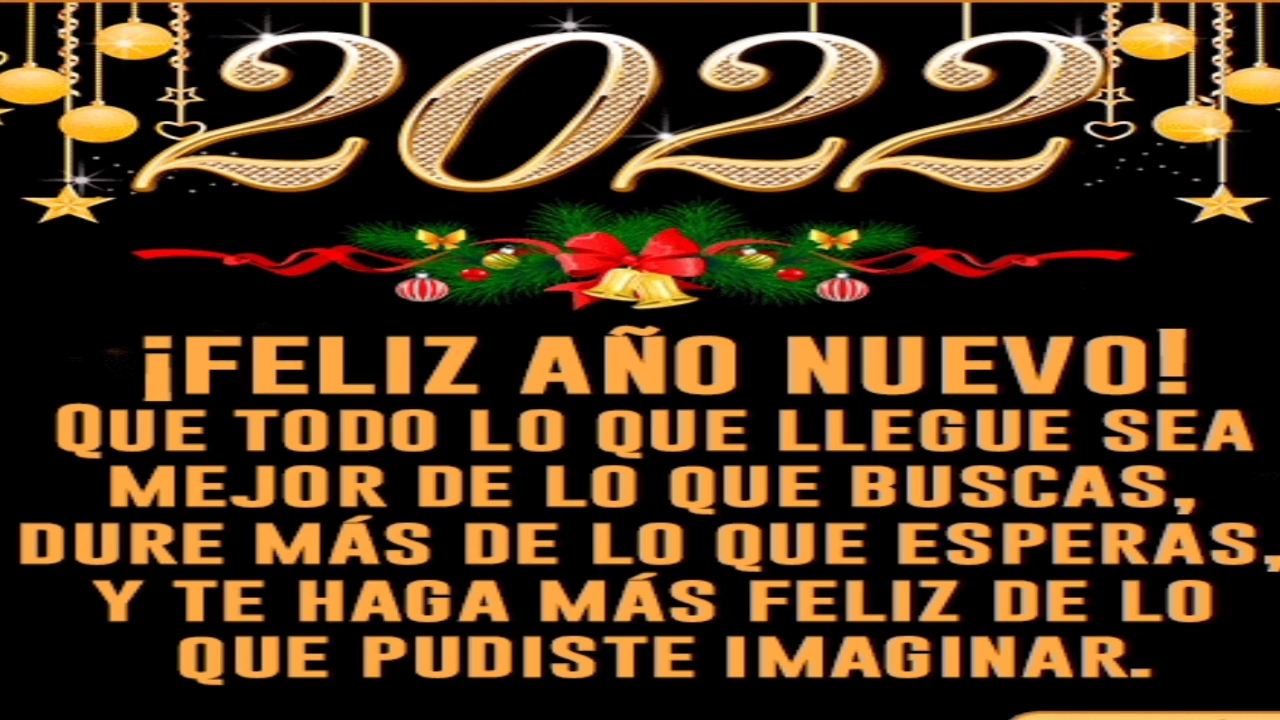 2022
¡FELIZ AÑO NUEVO!
QUE TODO LO QUE LLEGUE SEA
MEJOR DE LO QUE BUSCAS,
DURE MÁS DE LO QUE ESPERAS,
Y TE HAGA MÁS FELIZ DE LO
QUE PUDISTE IMAGINAR.